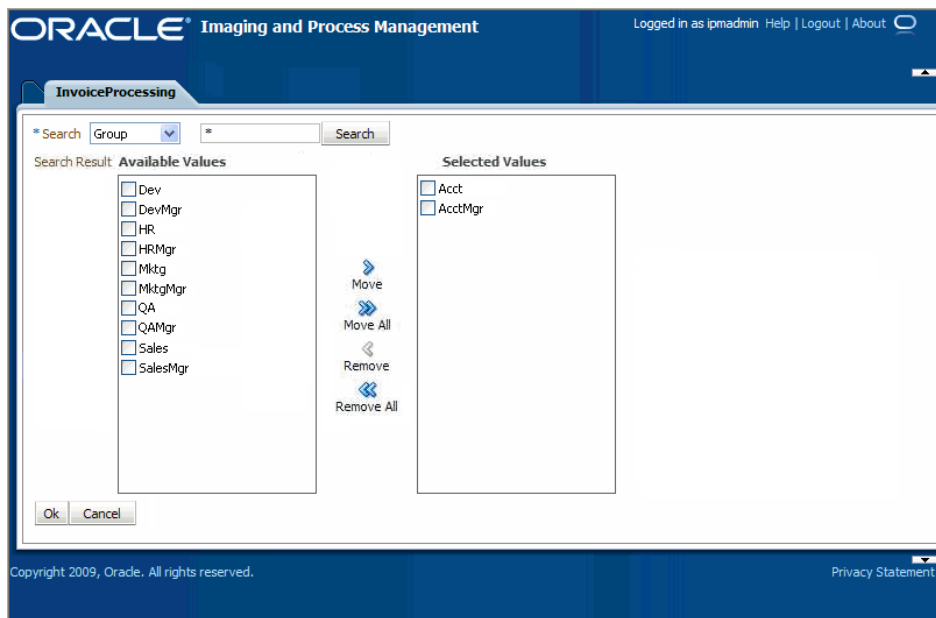 ORACLE® Imaging and Process Management Logged in as ipmadmin Help | Logout | About
InvoiceProcessing
* Search Group * Search
Search Result Available Values Selected Values
Dev
DevMgr
HR
HRMgr
Mktg
MktgMgr
QA
QAMgr
Sales
SalesMgr
Move
Move All
Remove
Remove All
Acct
AcctMgr
Ok Cancel
Copyright 2009, Oracle. All rights reserved. Privacy Statement